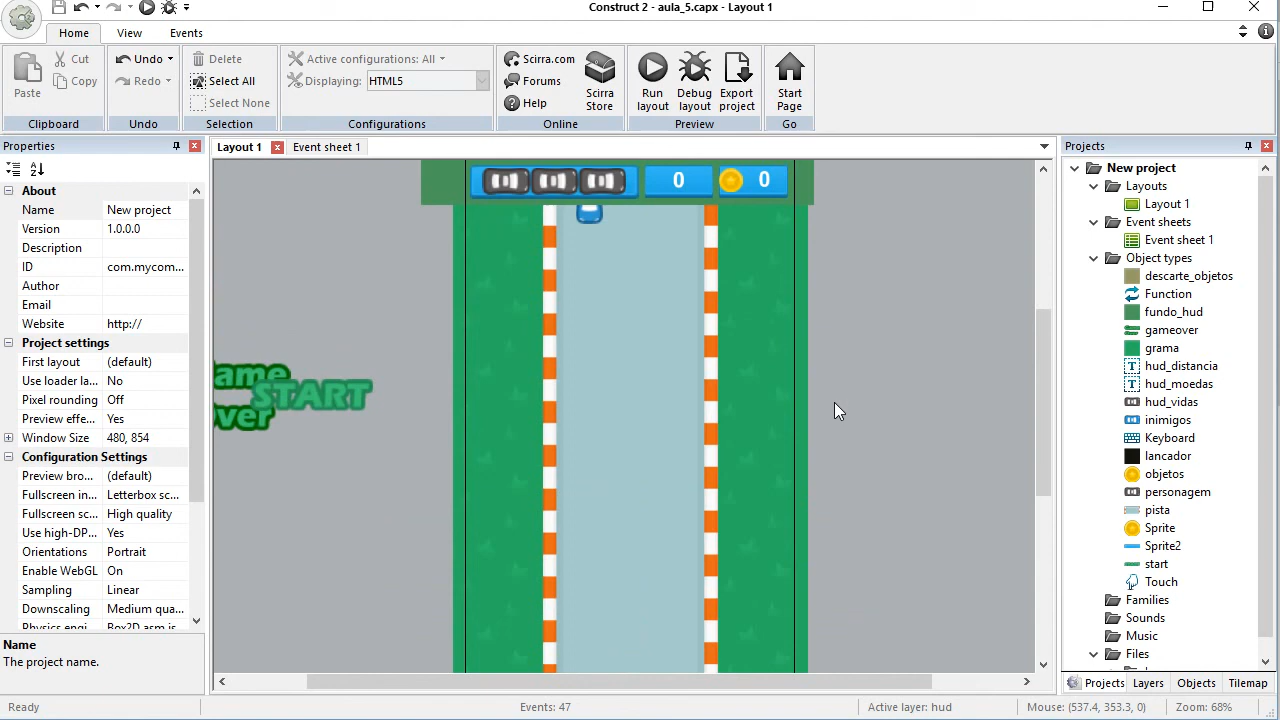 Construct 2 - aula_5.capx - Layout 1
Home
View
Events
Paste
Cut
Copy
Clipboard
Undo
Redo
Undo
Delete
Select All
Select None
Selection
Active configurations: All
Displaying:
HTML5
Configurations
Scirra.com
Forums
Help
Scirra Store
Online
Run layout
Debug layout
Export project
Preview
Start Page
Go
Properties
Layout 1
Event sheet 1
Projects
About
Name
New project
Version
1.0.0.0
Description
ID
com.mycom...
Author
Email
Website
http://
Project settings
First layout
(default)
Use loader la...
No
Pixel rounding
Off
Preview effe...
Yes
Window Size
480, 854
Configuration Settings
Preview bro...
(default)
Fullscreen in...
Letterbox sc...
Fullscreen sc...
High quality
Use high-DP...
Yes
Orientations
Portrait
Enable WebGL
On
Sampling
Linear
Downscaling
Medium qua...
Physics engi...
Box2D asm.js
Name
The project name.
0
0
ame
START
ver
New project
Layouts
Layout 1
Event sheets
Event sheet 1
Object types
descarte_objetos
Function
fundo_hud
gameover
grama
hud_distancia
hud_moedas
hud_vidas
inimigos
Keyboard
lancador
objetos
personagem
pista
Sprite
Sprite2
start
Touch
Families
Sounds
Music
Files
Projects
Layers
Objects
Tilemap
Ready
Events: 47
Active layer: hud
Mouse: (537.4, 353.3, 0)
Zoom: 68%